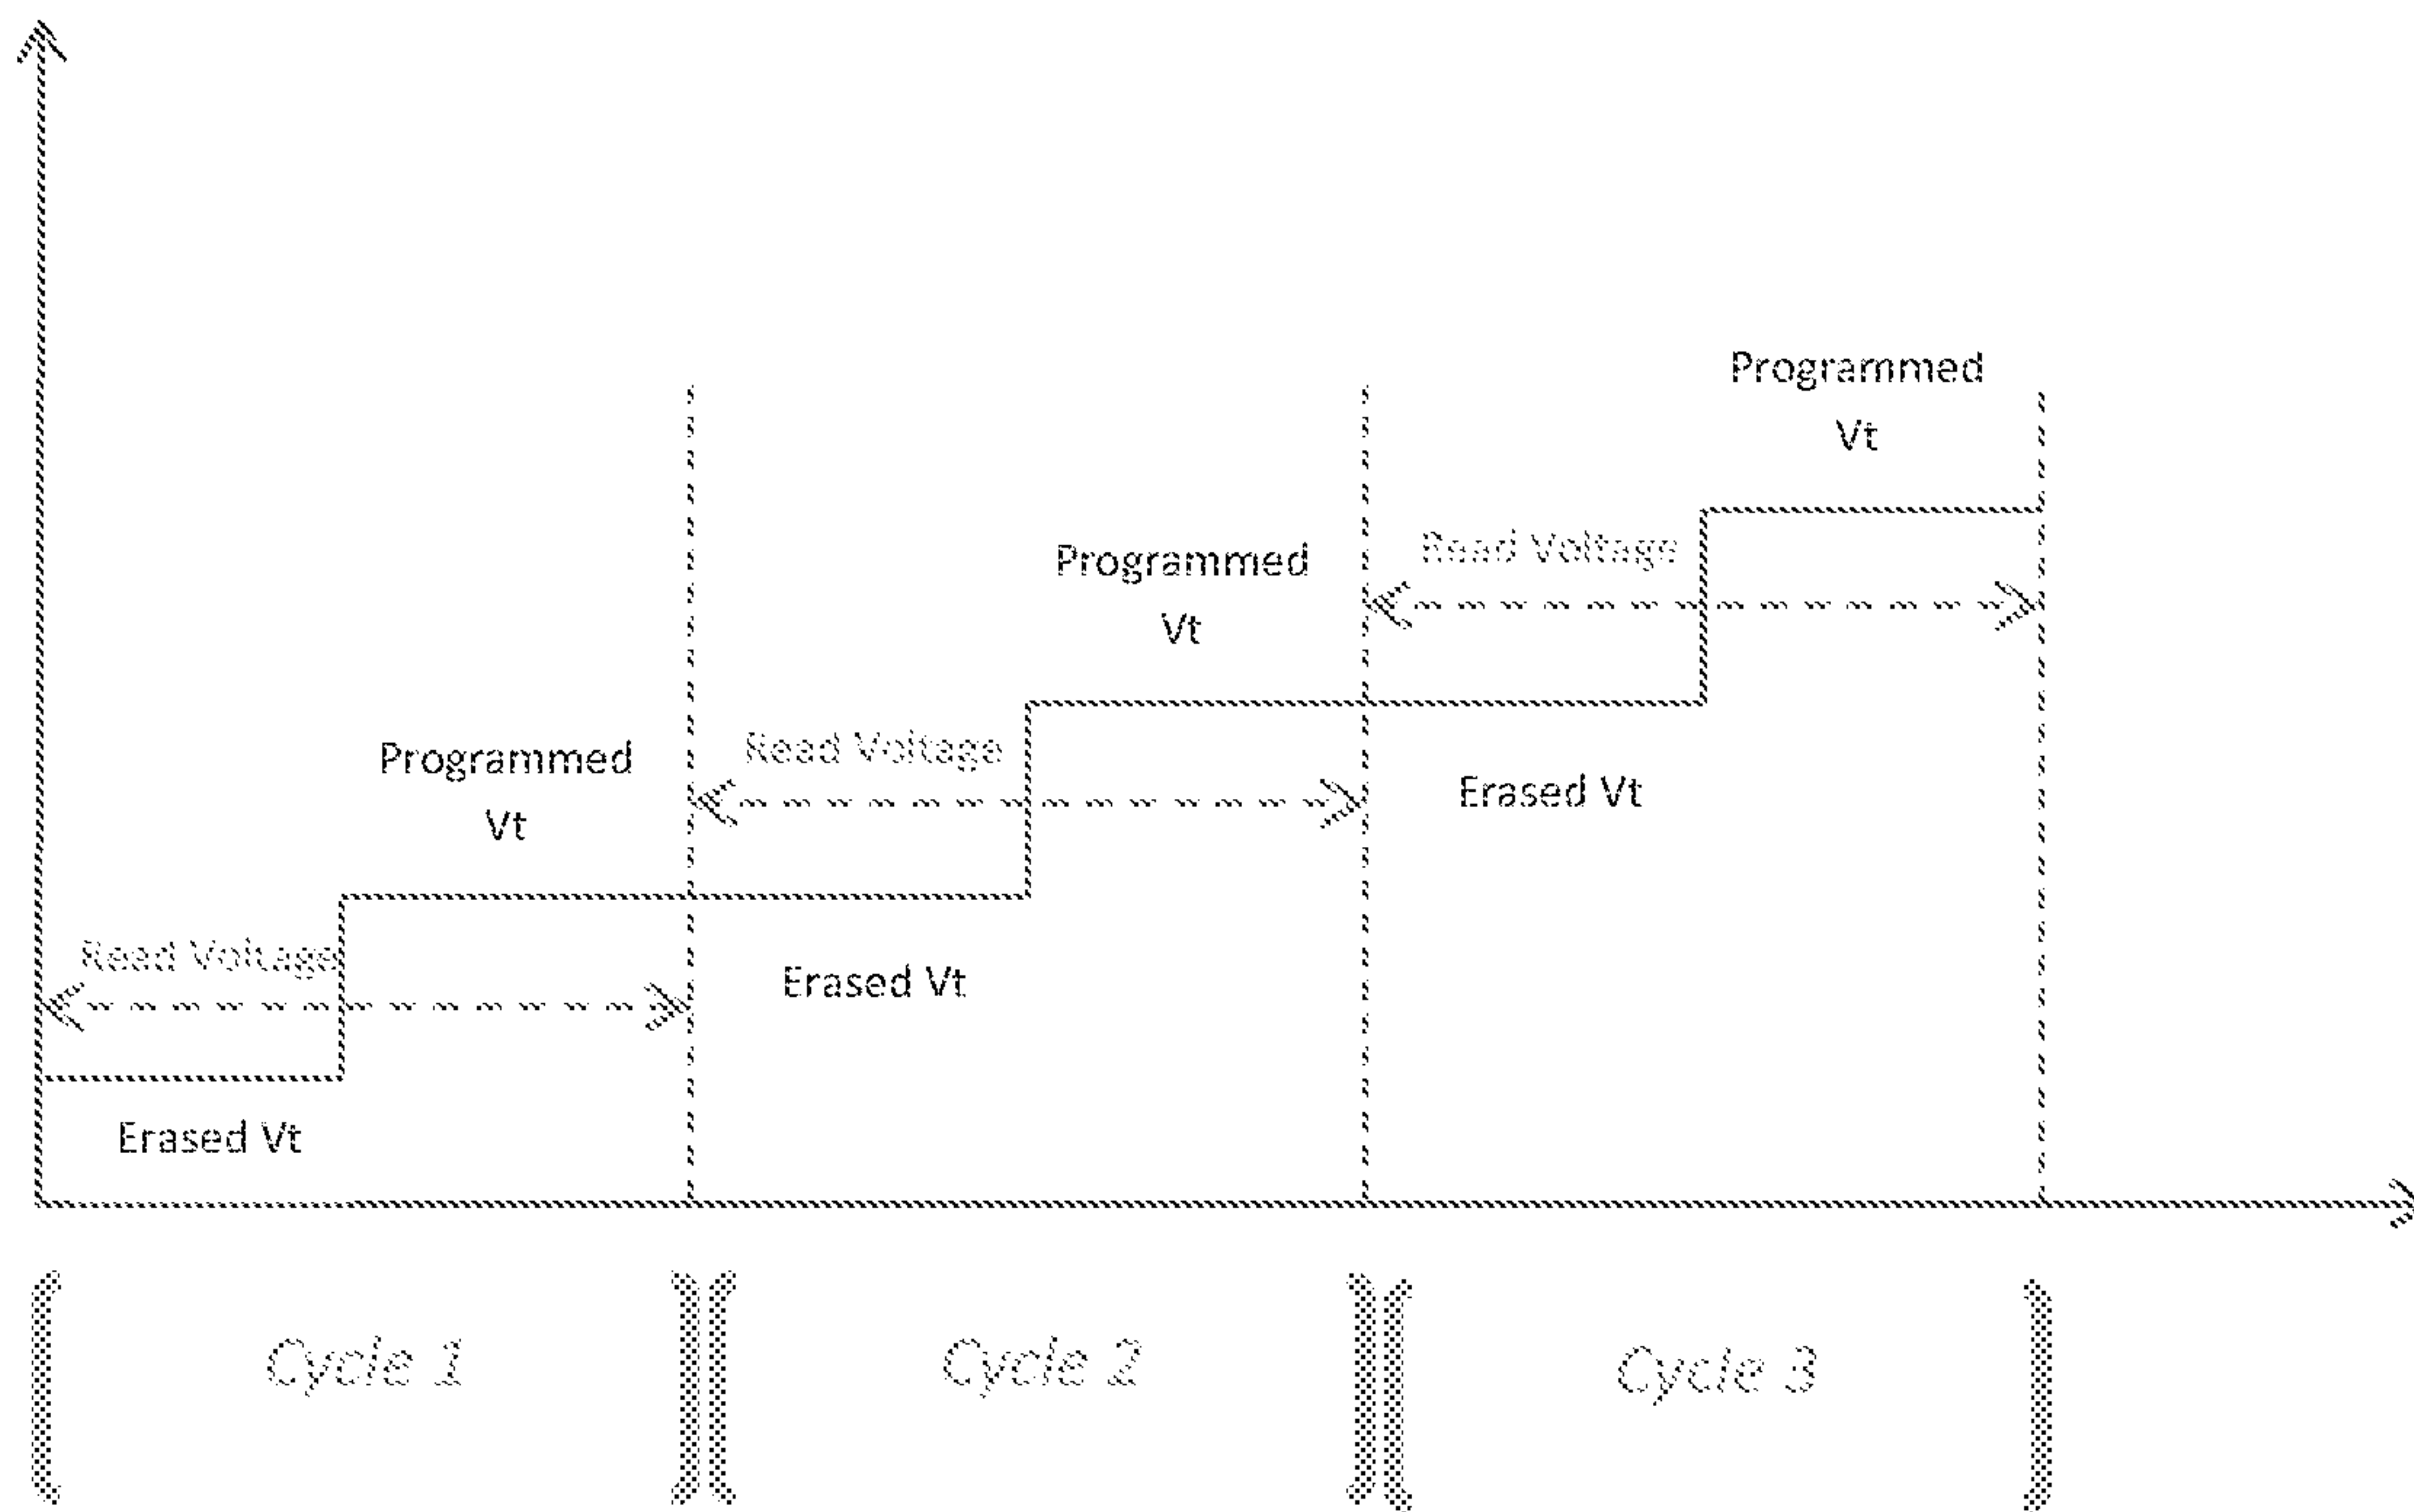 Programmed
Vt
Read Voltage
Programmed
Vt
Read Voltage
Erased Vt
Programmed
Vt
Read Voltage
Erased Vt
Erased Vt
Cycle 1
Cycle 2
Cycle 3